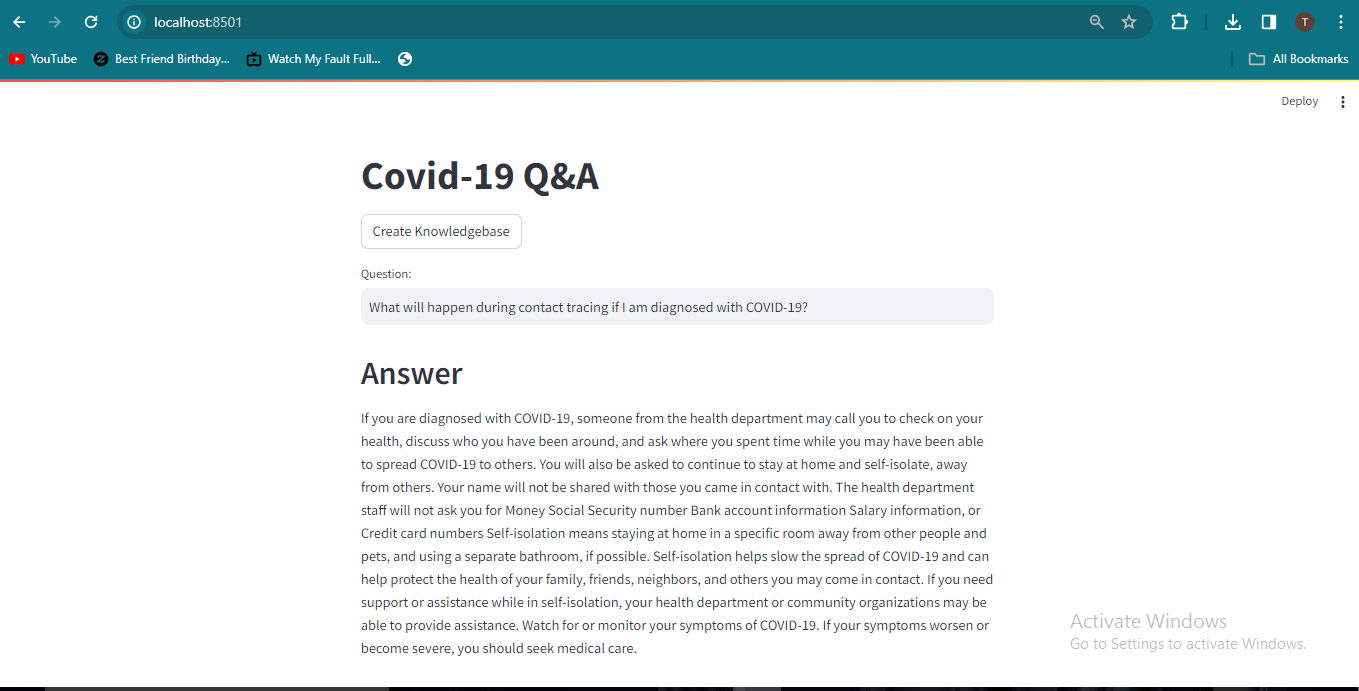 localhost:8501
T
YouTube
Best Friend Birthday...
Watch My Fault Full...
All Bookmarks
Deploy
Covid-19 Q&A
Create Knowledgebase
Question:
What will happen during contact tracing if I am diagnosed with COVID-19?
Answer
If you are diagnosed with COVID-19, someone from the health department may call you to check on your
health, discuss who you have been around, and ask where you spent time while you may have been able
to spread COVID-19 to others. You will also be asked to continue to stay at home and self-isolate, away
from others. Your name will not be shared with those you came in contact with. The health department
staff will not ask you for Money Social Security number Bank account information Salary information, or
Credit card numbers Self-isolation means staying at home in a specific room away from other people and
pets, and using a separate bathroom, if possible. Self-isolation helps slow the spread of COVID-19 and can
help protect the health of your family, friends, neighbors, and others you may come in contact. If you need
support or assistance while in self-isolation, your health department or community organizations may be
able to provide assistance. Watch for or monitor your symptoms of COVID-19. If your symptoms worsen or
become severe, you should seek medical care.
Activate Windows
Go to Settings to activate Windows.